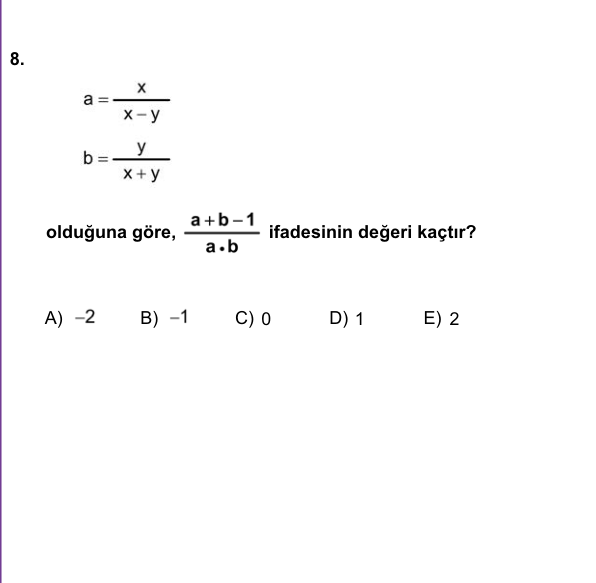 8.
a = x / (x – y)
b = y / (x + y)
olduğuna göre, (a + b – 1) / (a • b) ifadesinin değeri kaçtır?
A) –2 B) –1 C) 0 D) 1 E) 2